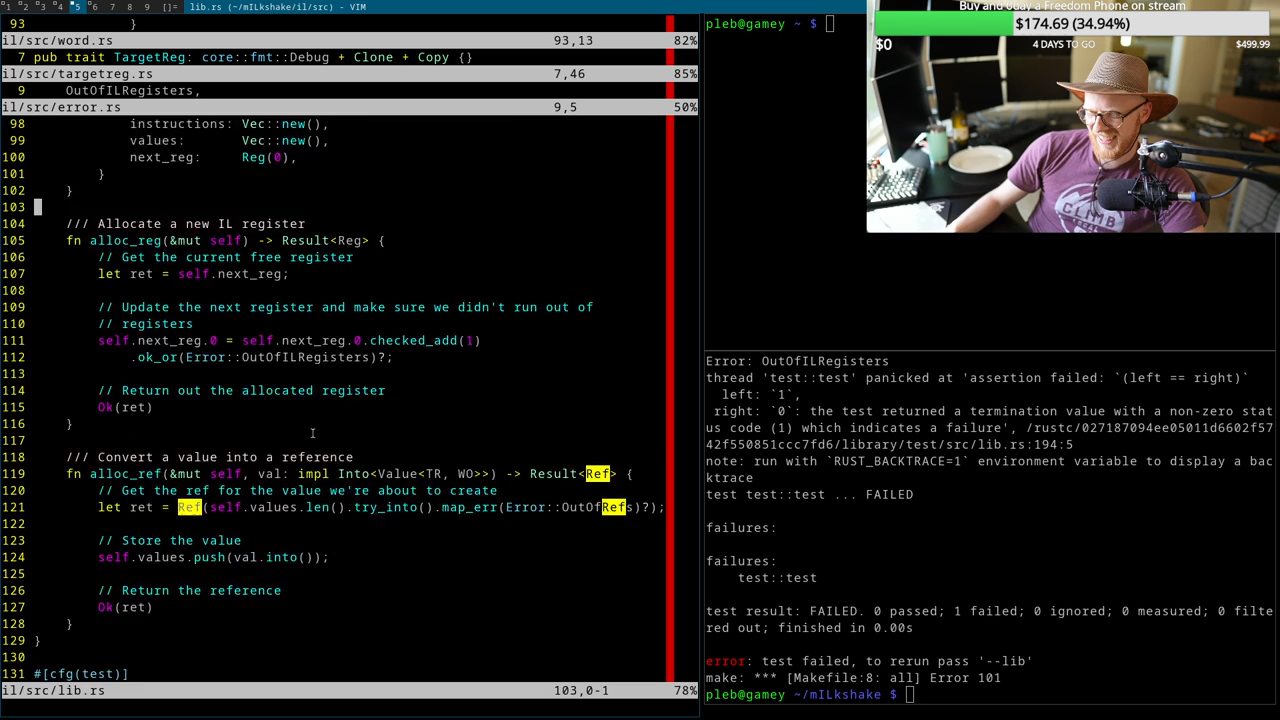 1 2 3 4 5 6 7 8 9 []= lib.rs (~/mILkshake/il/src) - VIM
93 }
il/src/word.rs 93,13 82%
7 pub trait TargetReg: core::fmt::Debug + Clone + Copy {}
il/src/targetreg.rs 7,46 85%
9 OutOfILRegisters,
il/src/error.rs 9,5 50%
98 instructions: Vec::new(),
99 values: Vec::new(),
100 next_reg: Reg(0),
101 }
102 }
103
104 /// Allocate a new IL register
105 fn alloc_reg(&mut self) -> Result<Reg> {
106 // Get the current free register
107 let ret = self.next_reg;
108
109 // Update the next register and make sure we didn't run out of
110 // registers
111 self.next_reg.0 = self.next_reg.0.checked_add(1)
112 .ok_or(Error::OutOfILRegisters)?;
113
114 // Return out the allocated register
115 Ok(ret)
116 }
117
118 /// Convert a value into a reference
119 fn alloc_ref(&mut self, val: impl Into<Value<TR, WO>>) -> Result<Ref> {
120 // Get the ref for the value we're about to create
121 let ret = Ref(self.values.len().try_into().map_err(Error::OutOfRefs)?);
122
123 // Store the value
124 self.values.push(val.into());
125
126 // Return the reference
127 Ok(ret)
128 }
129 }
130
131 #[cfg(test)]
il/src/lib.rs 103,0-1 78%
pleb@gamey ~ $
Buy and 0day a Freedom Phone on stream
$174.69 (34.94%)
$0 4 DAYS TO GO $499.99
CLIMB
Error: OutOfILRegisters
thread 'test::test' panicked at 'assertion failed: `(left == right)`
left: `1`,
right: `0`: the test returned a termination value with a non-zero stat
us code (1) which indicates a failure', /rustc/027187094ee05011d6602f57
42f550851ccc7fd6/library/test/src/lib.rs:194:5
note: run with `RUST_BACKTRACE=1` environment variable to display a bac
ktrace
test test::test ... FAILED
failures:
failures:
test::test
test result: FAILED. 0 passed; 1 failed; 0 ignored; 0 measured; 0 filte
red out; finished in 0.00s
error: test failed, to rerun pass '--lib'
make: *** [Makefile:8: all] Error 101
pleb@gamey ~/mILkshake $